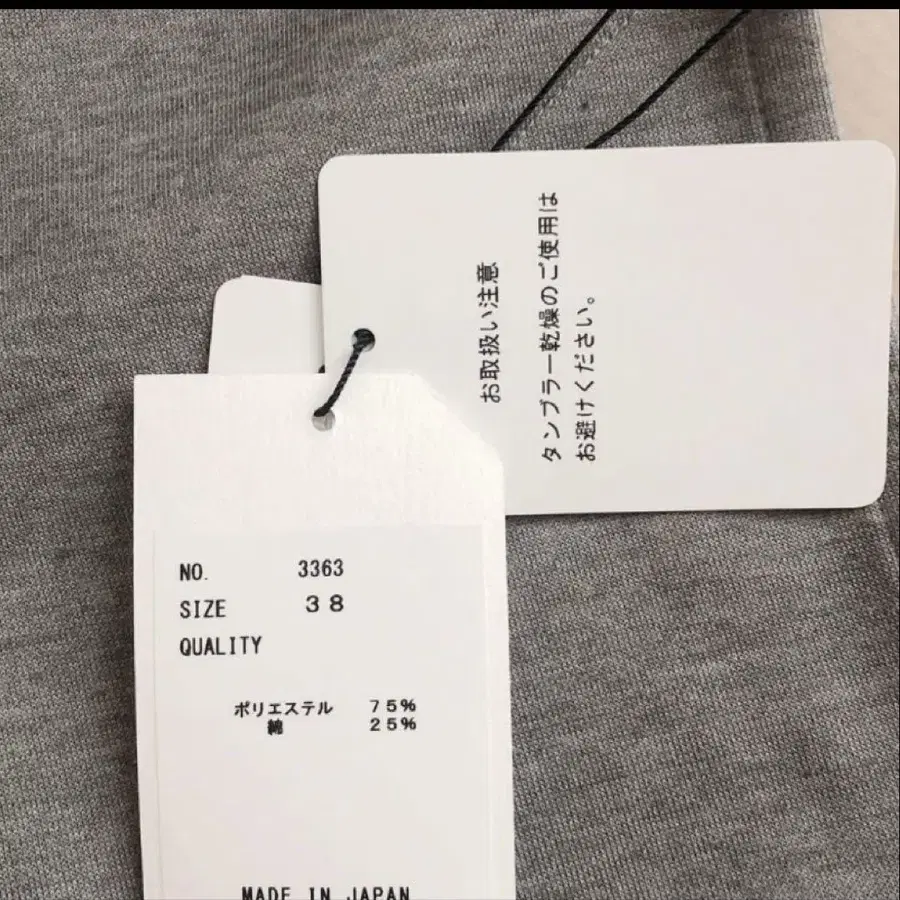 お取扱い注意
タンブラー乾燥のご使用は
お避けください。
NO. 3363
SIZE 38
QUALITY
ポリエステル 75%
綿 25%
MADE IN JAPAN